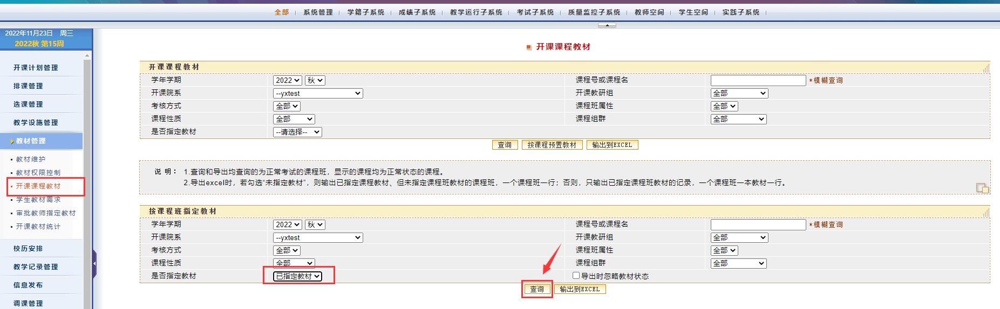 全部 系统管理 学籍子系统 成绩子系统 教学运行子系统 考试子系统 质量监控子系统 教师空间 学生空间 实践子系统
2022年11月23日 周三
2022秋 第15周
开课计划管理
排课管理
选课管理
教学设施管理
教材管理
教材维护
教材权限控制
开课课程教材
学生教材需求
审批教师指定教材
开课教材统计
校历安排
教学记录管理
信息发布
调课管理
开课课程教材
开课课程教材
学年学期 2022 秋 课程号或课程名 *模糊查询
开课院系 --yxtest 开课教研组 全部
考核方式 全部 课程班属性 全部
课程性质 全部 课程组群 全部
是否指定教材 --请选择--
查询 按课程预置教材 输出到EXCEL
说 明： 1.查询和导出均查询的为正常考试的课程班，显示的课程均为正常状态的课程。
2.导出excel时，若勾选“未指定教材”，则输出已指定课程教材、但未指定课程班教材的课程班，一个课程班一行；否则，只输出已指定课程班教材的记录，一个课程班一本教材一行。
按课程班指定教材
学年学期 2022 秋 课程号或课程名 *模糊查询
开课院系 --yxtest 开课教研组 全部
考核方式 全部 课程班属性 全部
课程性质 全部 课程组群 全部
是否指定教材 已指定教材 导出时忽略教材状态
查询 输出到EXCEL